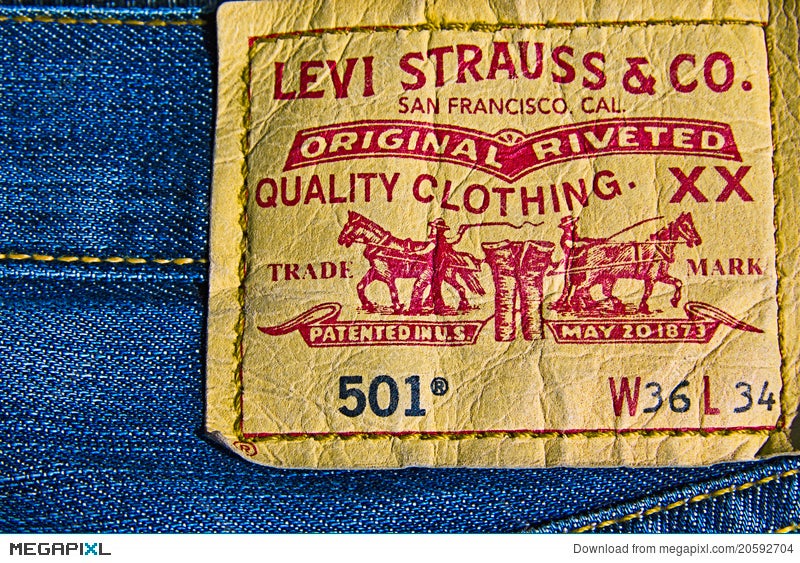 LEVI STRAUSS & CO.
SAN FRANCISCO. CAL.
ORIGINAL RIVETED
QUALITY CLOTHING. XX
TRADE MARK
PATENTED IN U.S. MAY 20 1873
501® W36 L 34
®
MEGAPIXL Download from megapixl.com/20592704